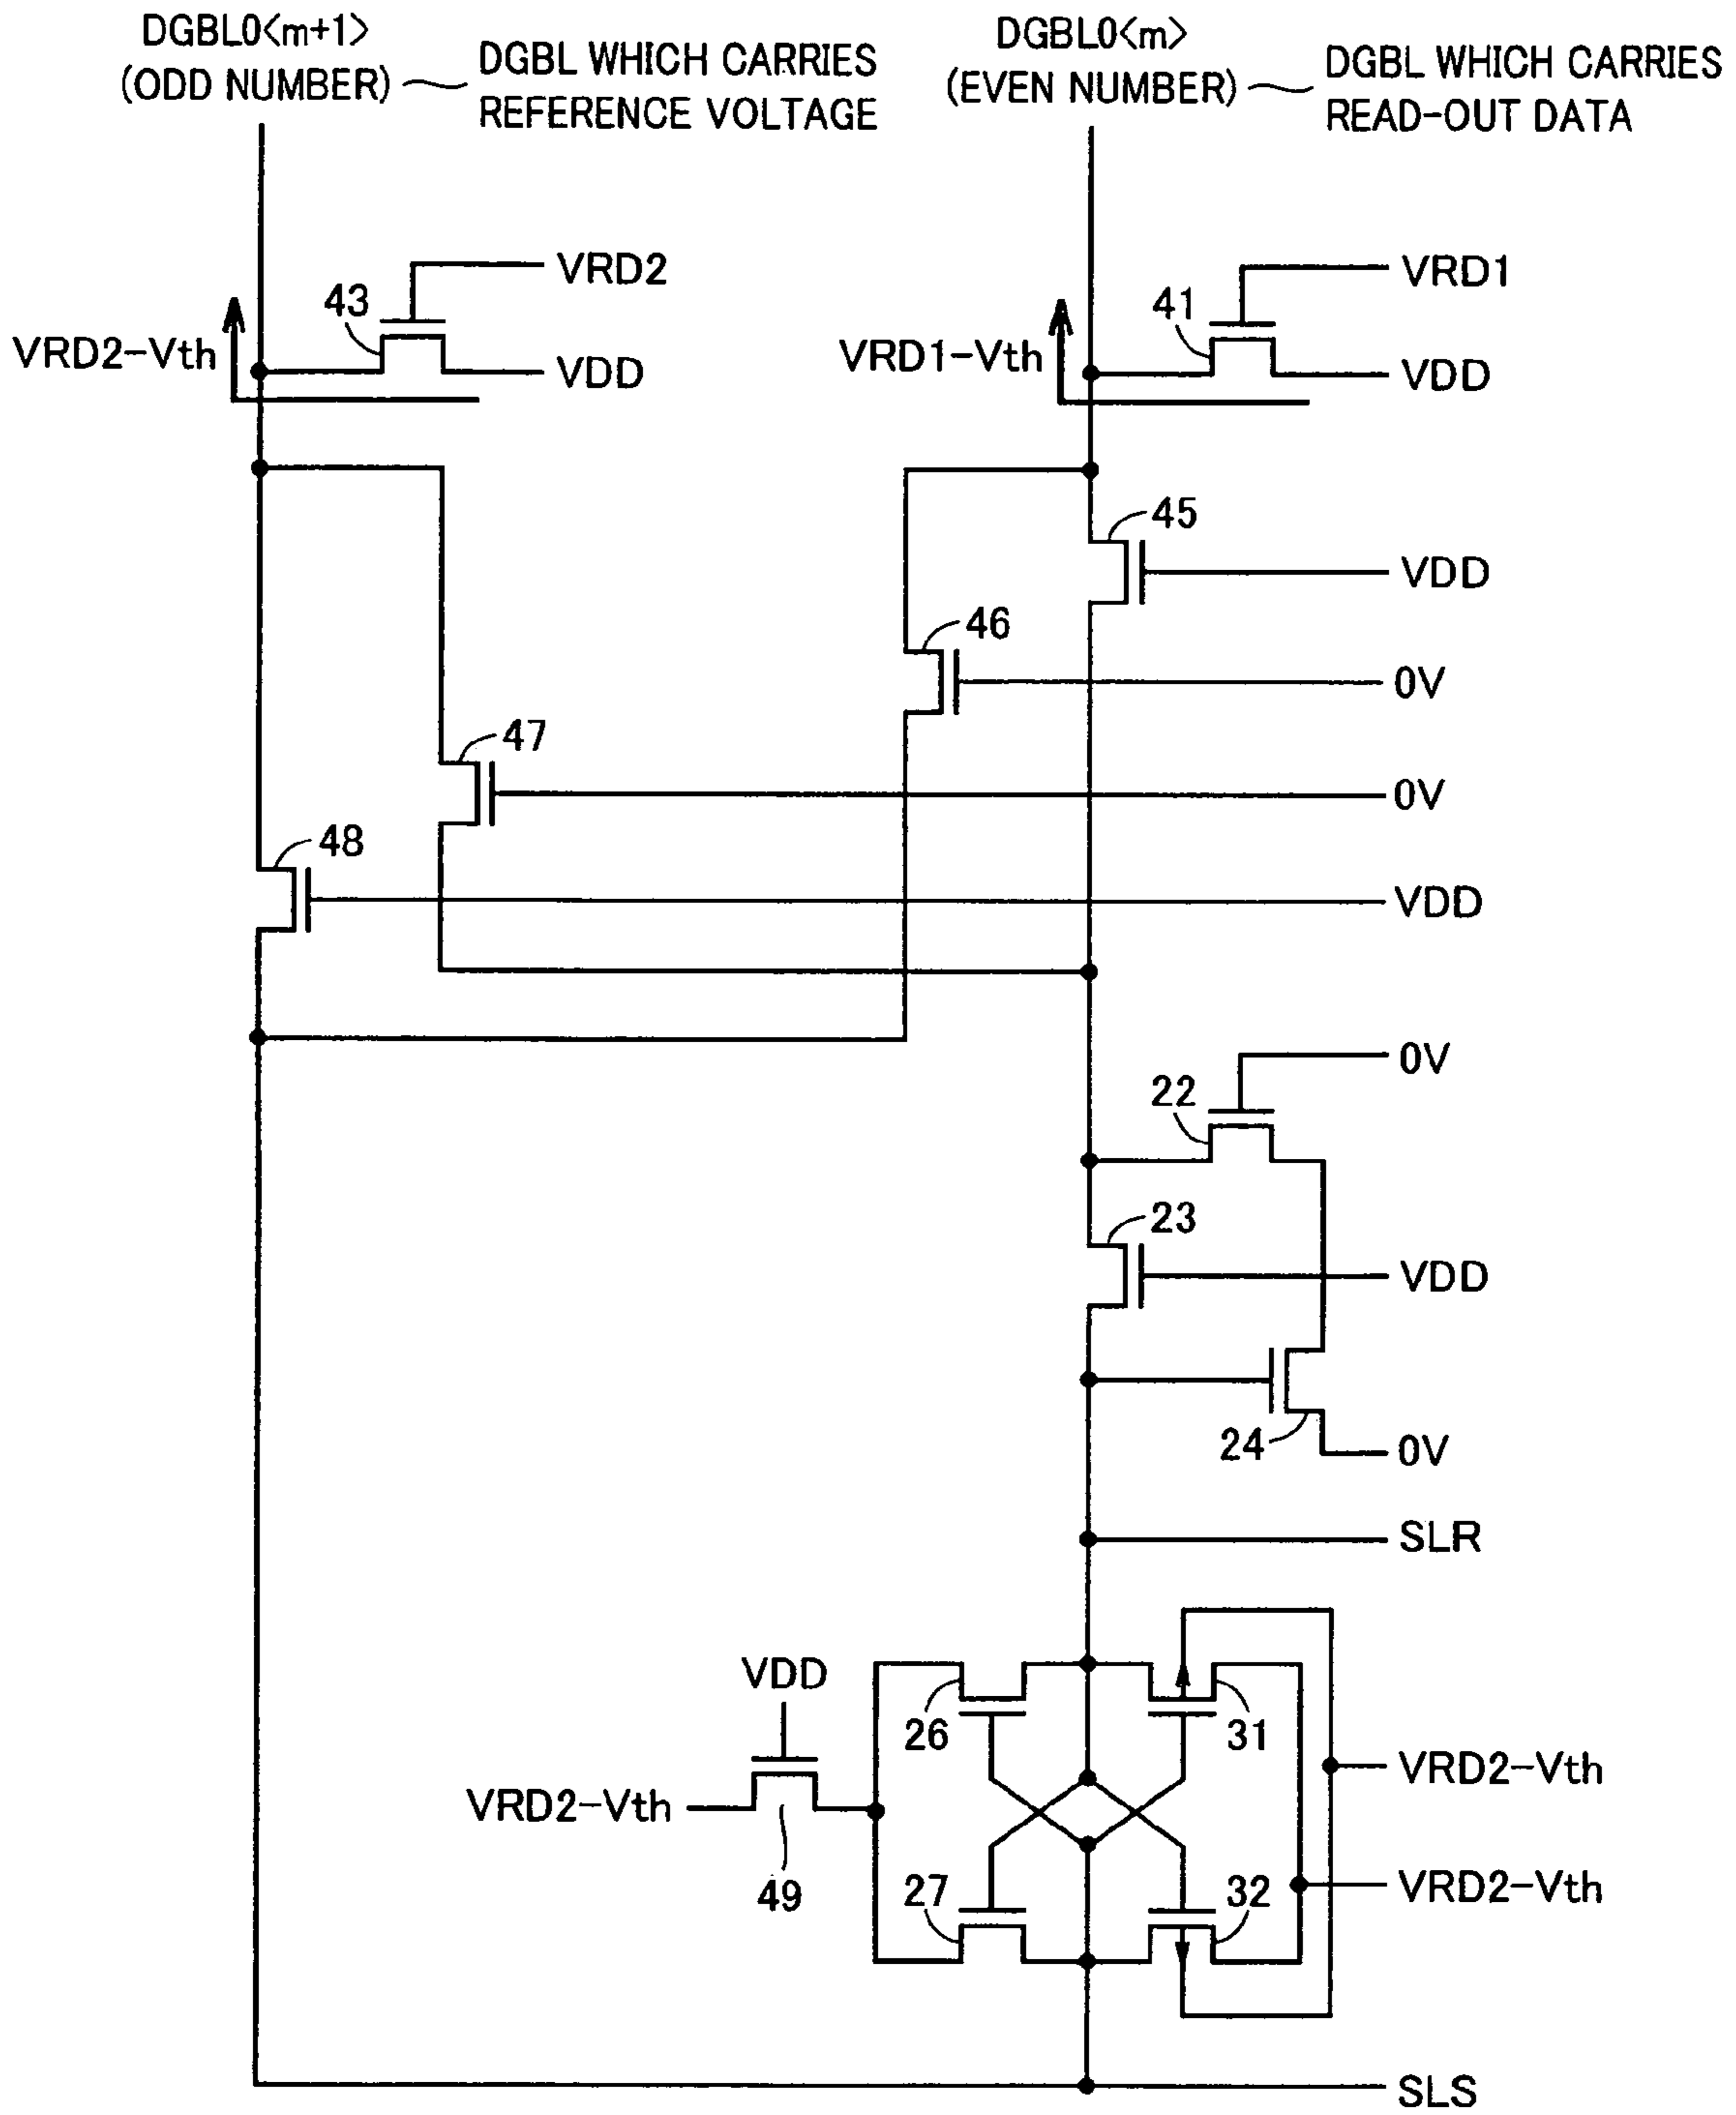 DGBL0<m+1>
(ODD NUMBER)
DGBL WHICH CARRIES
REFERENCE VOLTAGE
DGBL0<m>
(EVEN NUMBER)
DGBL WHICH CARRIES
READ-OUT DATA
VRD2
43
VRD2-Vth
VDD
VRD1
41
VRD1-Vth
VDD
45
VDD
46
0V
47
0V
48
VDD
0V
22
23
VDD
24
0V
SLR
VDD
26
31
VRD2-Vth
VRD2-Vth
49
27
32
VRD2-Vth
SLS